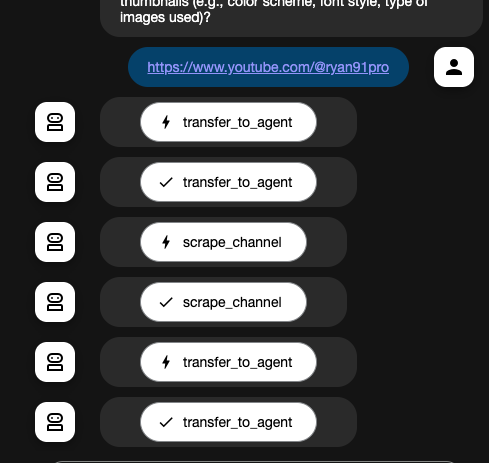 thumbnails (e.g., color scheme, font style, type of
images used)?
https://www.youtube.com/@ryan91pro
transfer_to_agent
transfer_to_agent
scrape_channel
scrape_channel
transfer_to_agent
transfer_to_agent